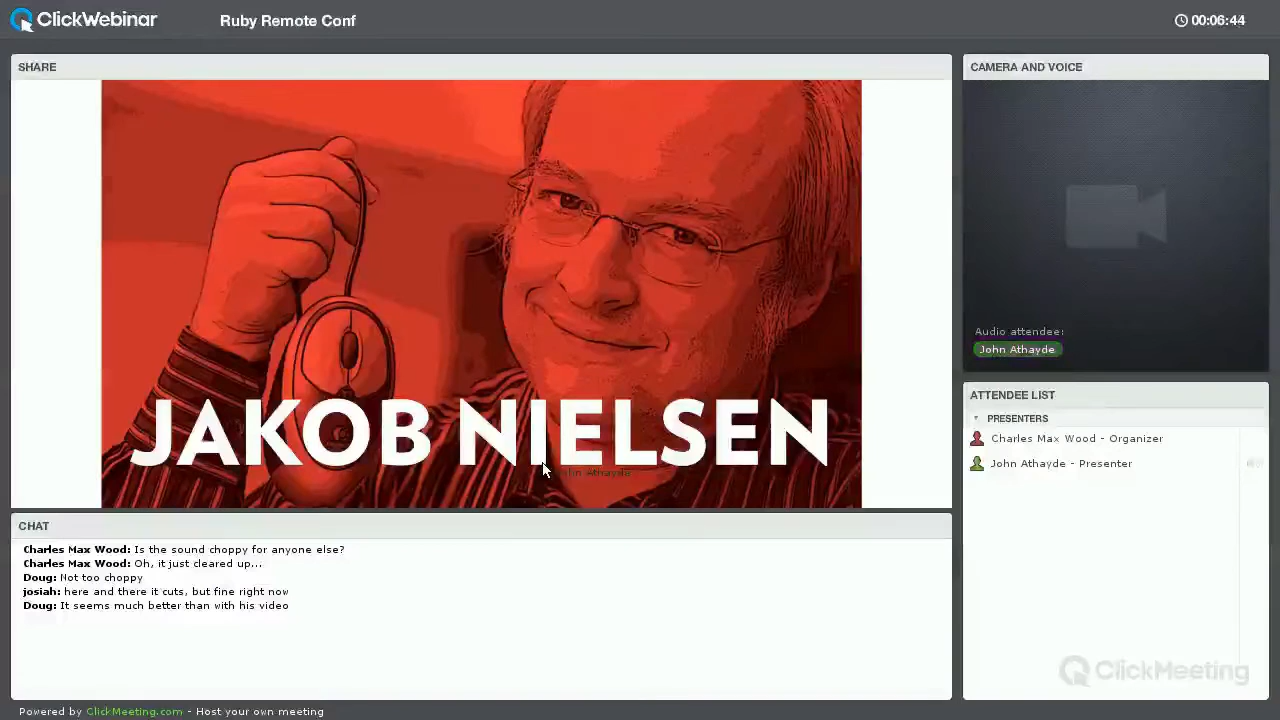 ClickWebinar
Ruby Remote Conf
00:06:44
SHARE
JAKOB NIELSEN
John Athayde
CAMERA AND VOICE
Audio attendee:
John Athayde
ATTENDEE LIST
PRESENTERS
Charles Max Wood - Organizer
John Athayde - Presenter
CHAT
Charles Max Wood: Is the sound choppy for anyone else?
Charles Max Wood: Oh, it just cleared up...
Doug: Not too choppy
josiah: here and there it cuts, but fine right now
Doug: It seems much better than with his video
ClickMeeting
Powered by ClickMeeting.com - Host your own meeting